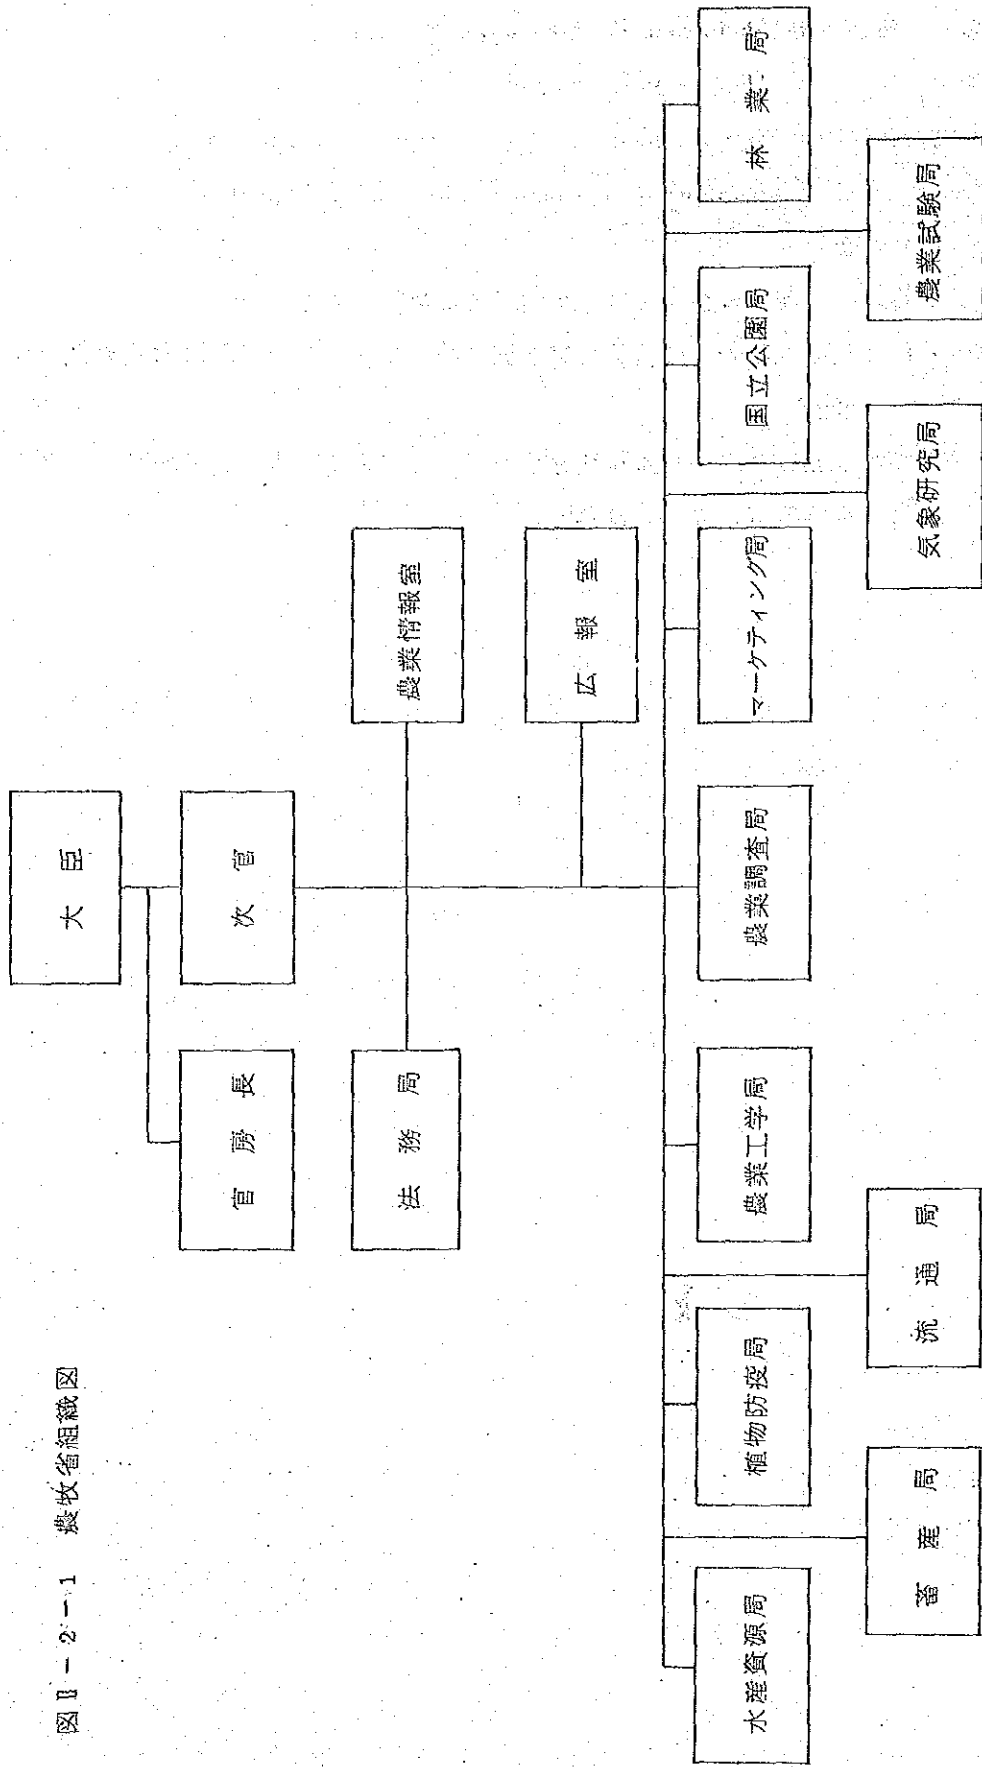 図Ⅱ－２－１　農牧省組織図
大臣
官房長
次官
法務局
農業情報室
広報室
水産資源局
植物防疫局
農業工学局
農業調査局
マーケティング局
国立公園局
林業局
畜産局
流通局
気象研究局
農業試験局